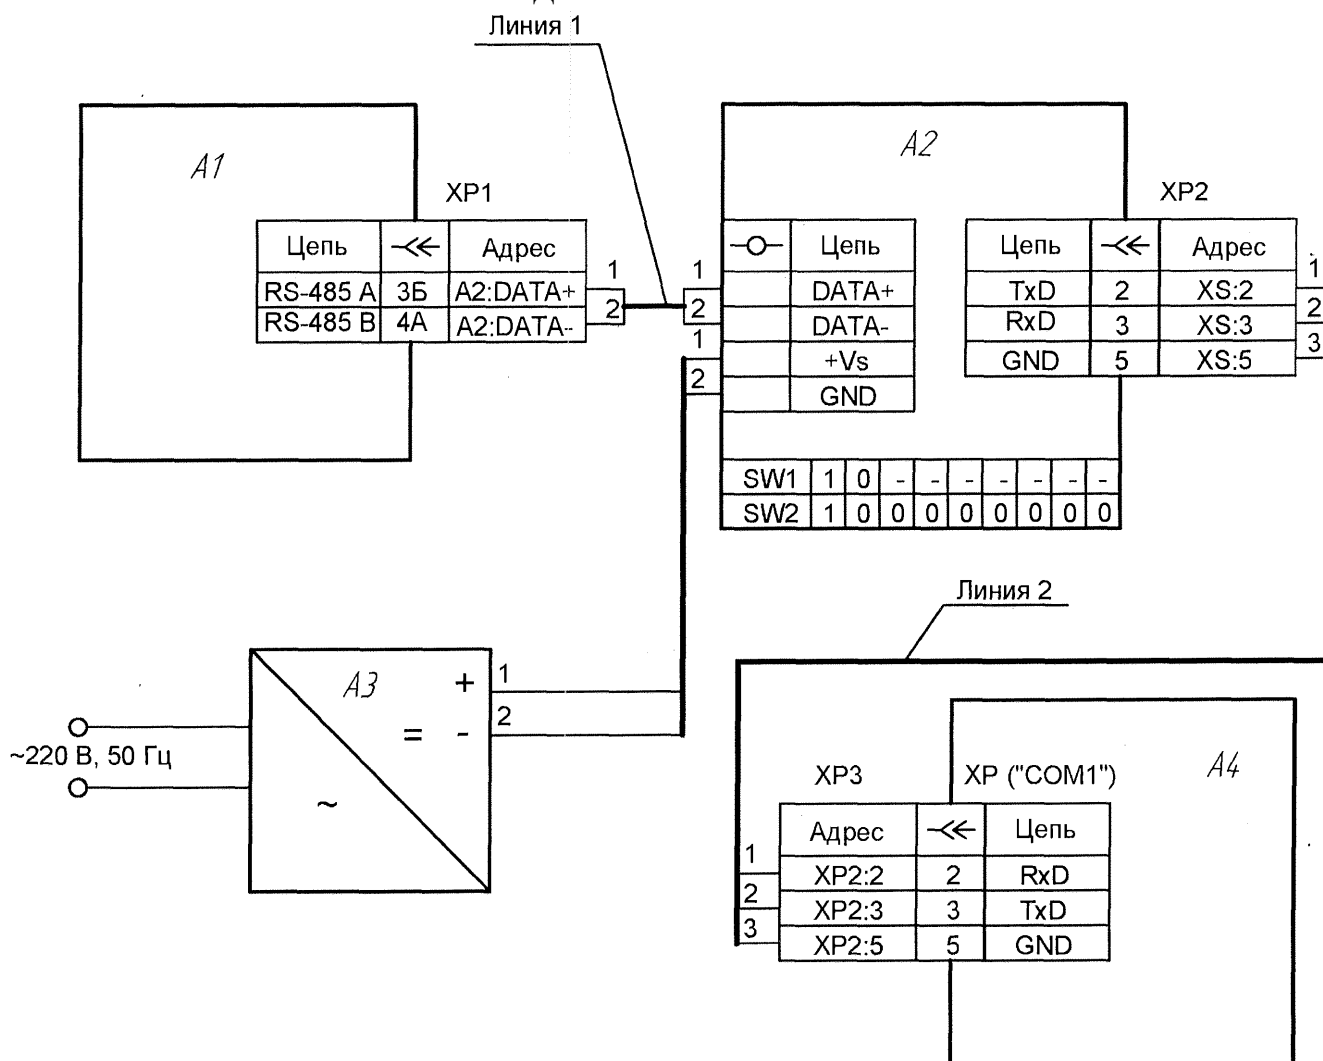 Линия 1
A1
XP1
Цепь Адрес
RS-485 A 3Б A2:DATA+
RS-485 B 4A A2:DATA-
1
2
A2
1
2
1
2
Цепь
DATA+
DATA-
+Vs
GND
XP2
Цепь Адрес
TxD 2 XS:2
RxD 3 XS:3
GND 5 XS:5
1
2
3
SW1 1 0 - - - - - - -
SW2 1 0 0 0 0 0 0 0 0
Линия 2
A3 + 1
= - 2
~
~220 В, 50 Гц
A4
XP3 XP ("COM1")
Адрес Цепь
1
XP2:2 2 RxD
2
XP2:3 3 TxD
3
XP2:5 5 GND